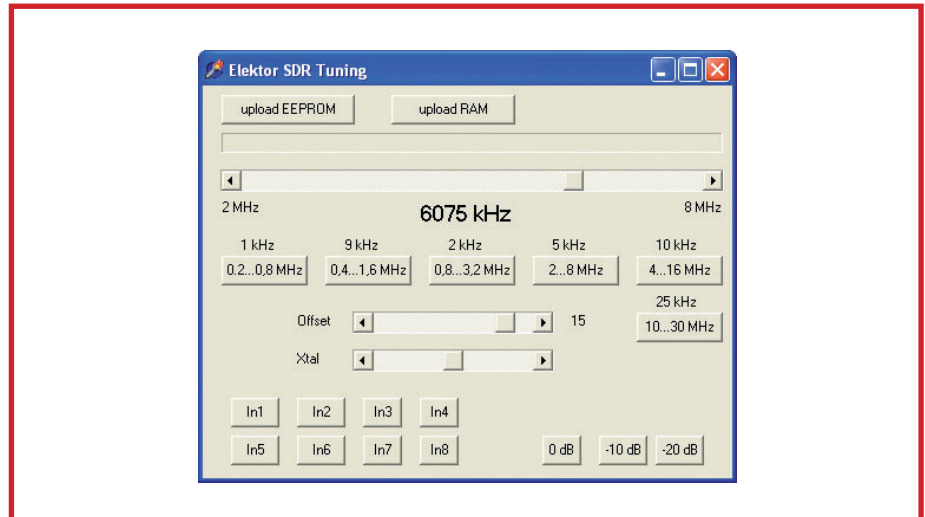 Elektor SDR Tuning
upload EEPROM upload RAM
2 MHz 6075 kHz 8 MHz
1 kHz 9 kHz 2 kHz 5 kHz 10 kHz
0.2...0,8 MHz 0,4...1,6 MHz 0,8...3,2 MHz 2...8 MHz 4...16 MHz
25 kHz
Offset 15 10...30 MHz
Xtal
In1 In2 In3 In4
In5 In6 In7 In8 0 dB -10 dB -20 dB